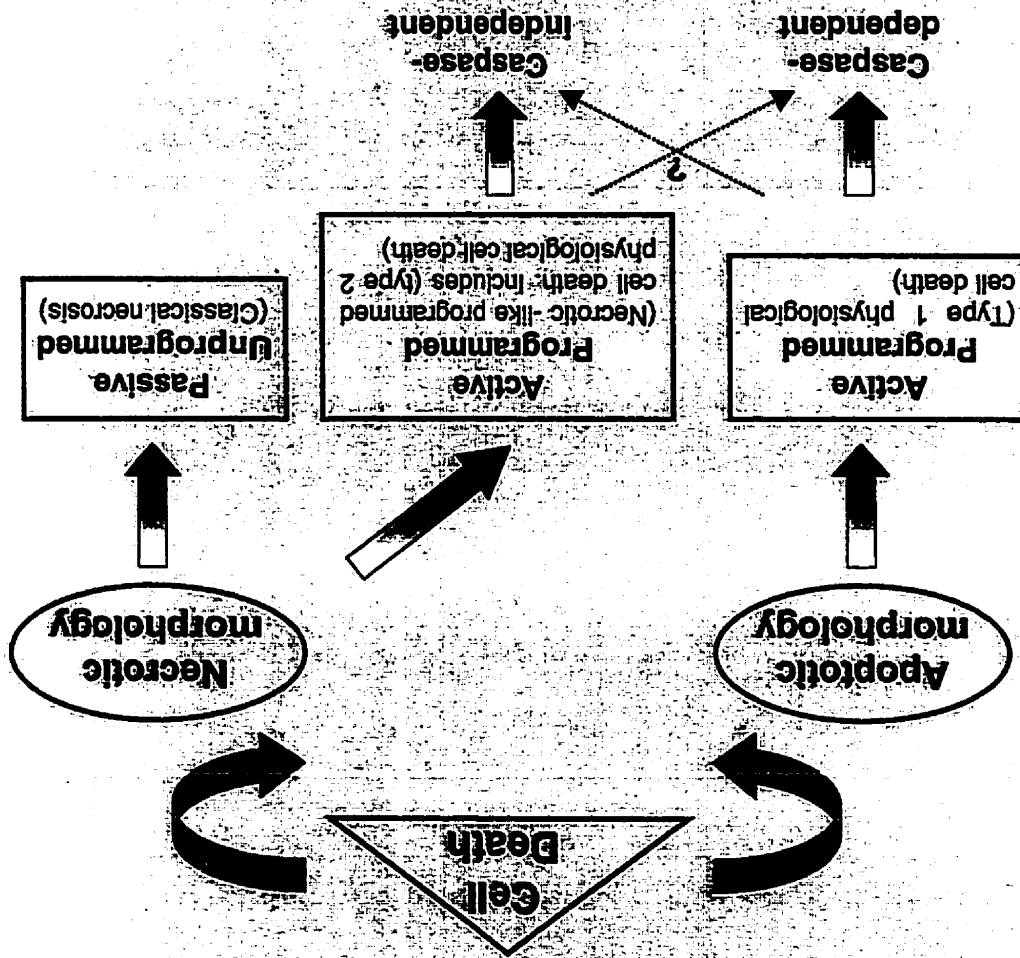 Cell
Death
Apoptotic
morphology
Necrotic
morphology
Active
Programmed
(Type 1 physiological
cell death)
Active
Programmed
(Necrotic -like programmed
cell death- Includes (type 2
physiological cell death)
Passive
Unprogrammed
(Classical necrosis)
?
Caspase-
dependent
Caspase-
independent